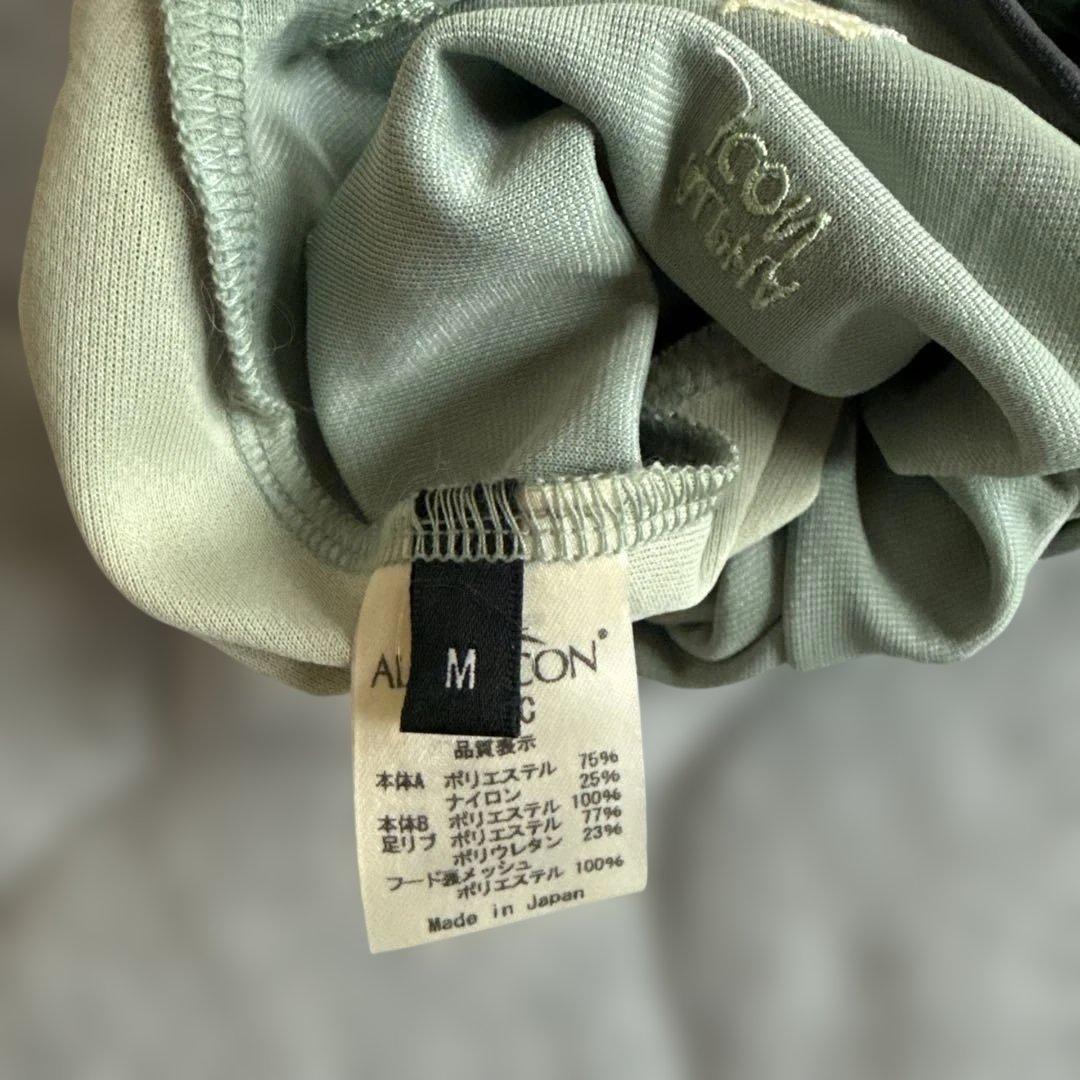 ICON
M
AL CON®
C
品質表示
本体A ポリエステル 75%
ナイロン 25%
本体B ポリエステル 100%
足リブ ポリエステル 77%
ポリウレタン 23%
フード裏メッシュ
ポリエステル 100%
Made in Japan